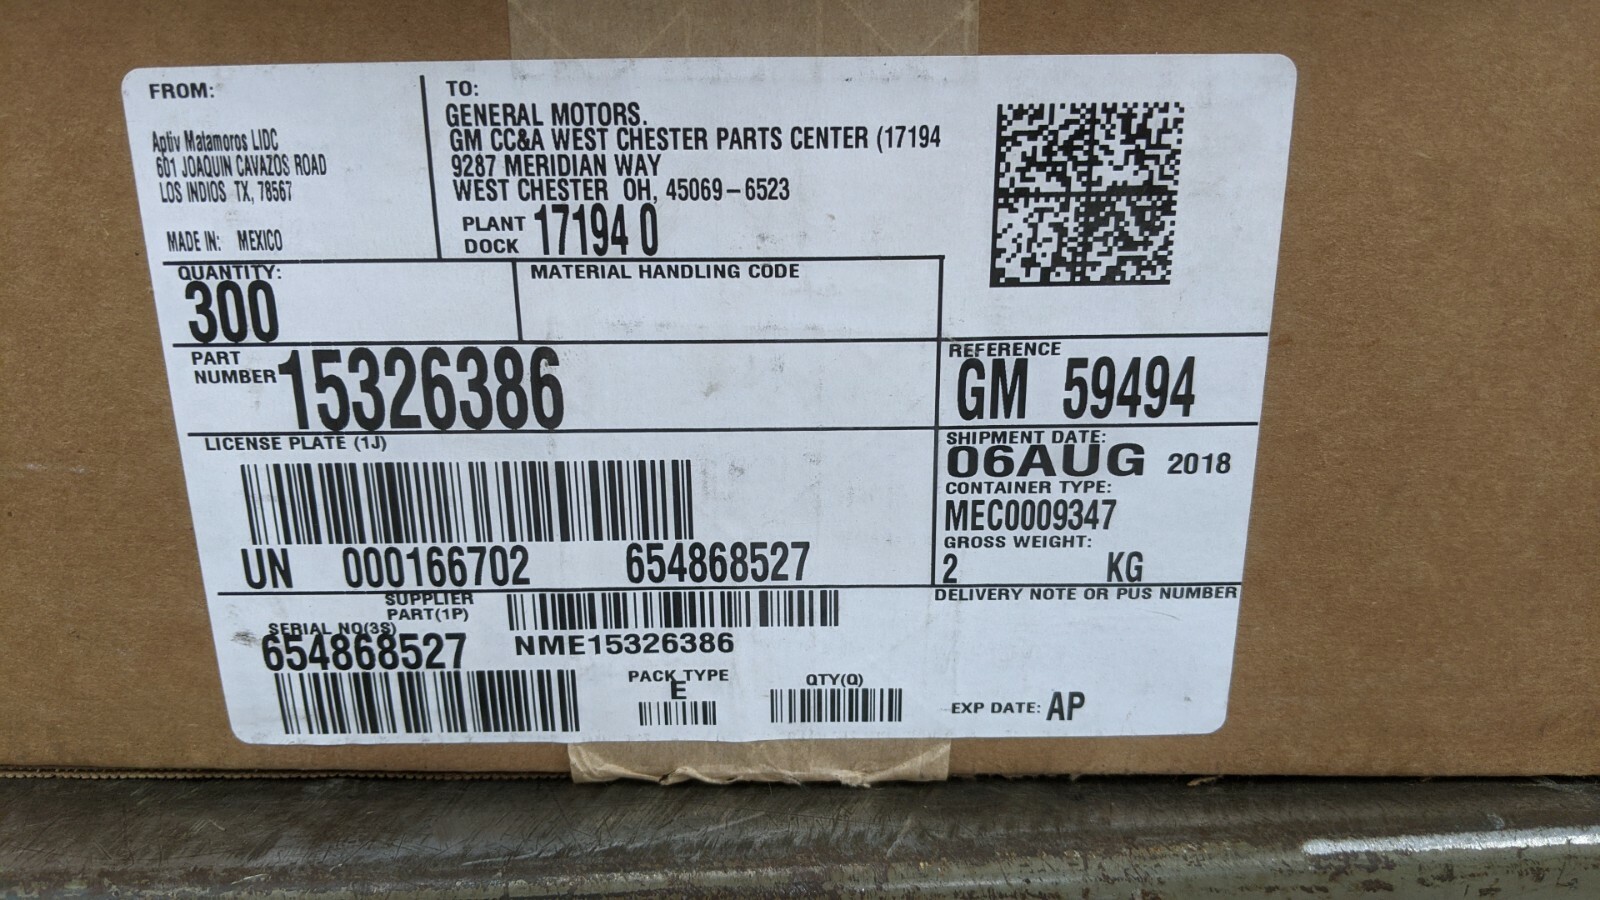 FROM:
Aptiv Matamoros LIDC
601 JOAQUIN CAVAZOS ROAD
LOS INDIOS TX, 78567
MADE IN: MEXICO
TO:
GENERAL MOTORS.
GM CC&A WEST CHESTER PARTS CENTER (17194
9287 MERIDIAN WAY
WEST CHESTER OH, 45069-6523
PLANT
DOCK 17194 0
QUANTITY:
300
MATERIAL HANDLING CODE
PART
NUMBER 15326386
REFERENCE
GM 59494
LICENSE PLATE (1J)
UN 000166702 654868527
SHIPMENT DATE:
06AUG 2018
CONTAINER TYPE:
MEC0009347
GROSS WEIGHT:
2 KG
DELIVERY NOTE OR PUS NUMBER
SUPPLIER
PART(1P)
NME15326386
SERIAL NO(3S)
654868527
PACK TYPE
E
QTY(Q)
EXP DATE: AP